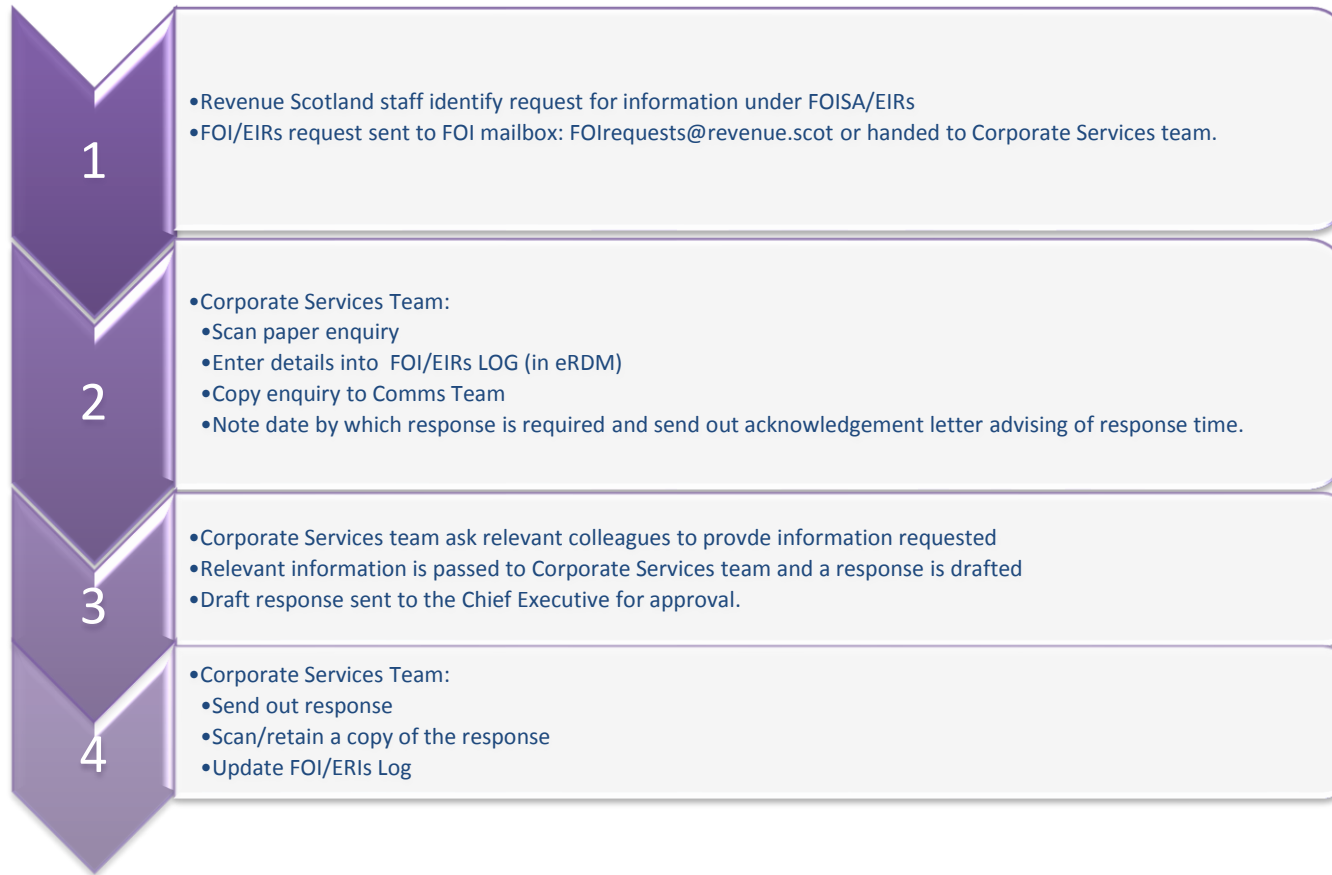 1
•Revenue Scotland staff identify request for information under FOISA/EIRs
•FOI/EIRs request sent to FOI mailbox: FOIrequests@revenue.scot or handed to Corporate Services team.
2
•Corporate Services Team:
•Scan paper enquiry
•Enter details into  FOI/EIRs LOG (in eRDM)
•Copy enquiry to Comms Team
•Note date by which response is required and send out acknowledgement letter advising of response time.
3
•Corporate Services team ask relevant colleagues to provde information requested
•Relevant information is passed to Corporate Services team and a response is drafted
•Draft response sent to the Chief Executive for approval.
4
•Corporate Services Team:
•Send out response
•Scan/retain a copy of the response
•Update FOI/ERIs Log